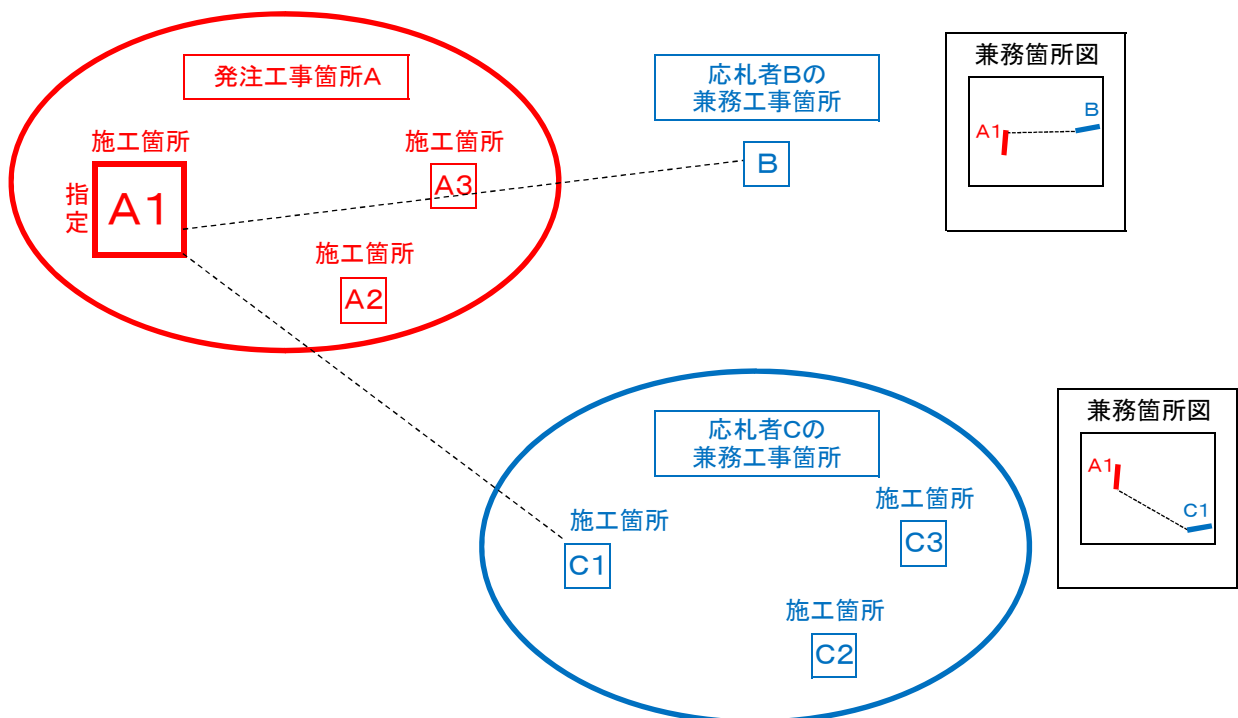 発注工事箇所A
施工箇所
指定
A1
施工箇所
A3
施工箇所
A2
応札者Bの
兼務工事箇所
B
兼務箇所図
A1
B
応札者Cの
兼務工事箇所
施工箇所
C1
施工箇所
C3
施工箇所
C2
兼務箇所図
A1
C1